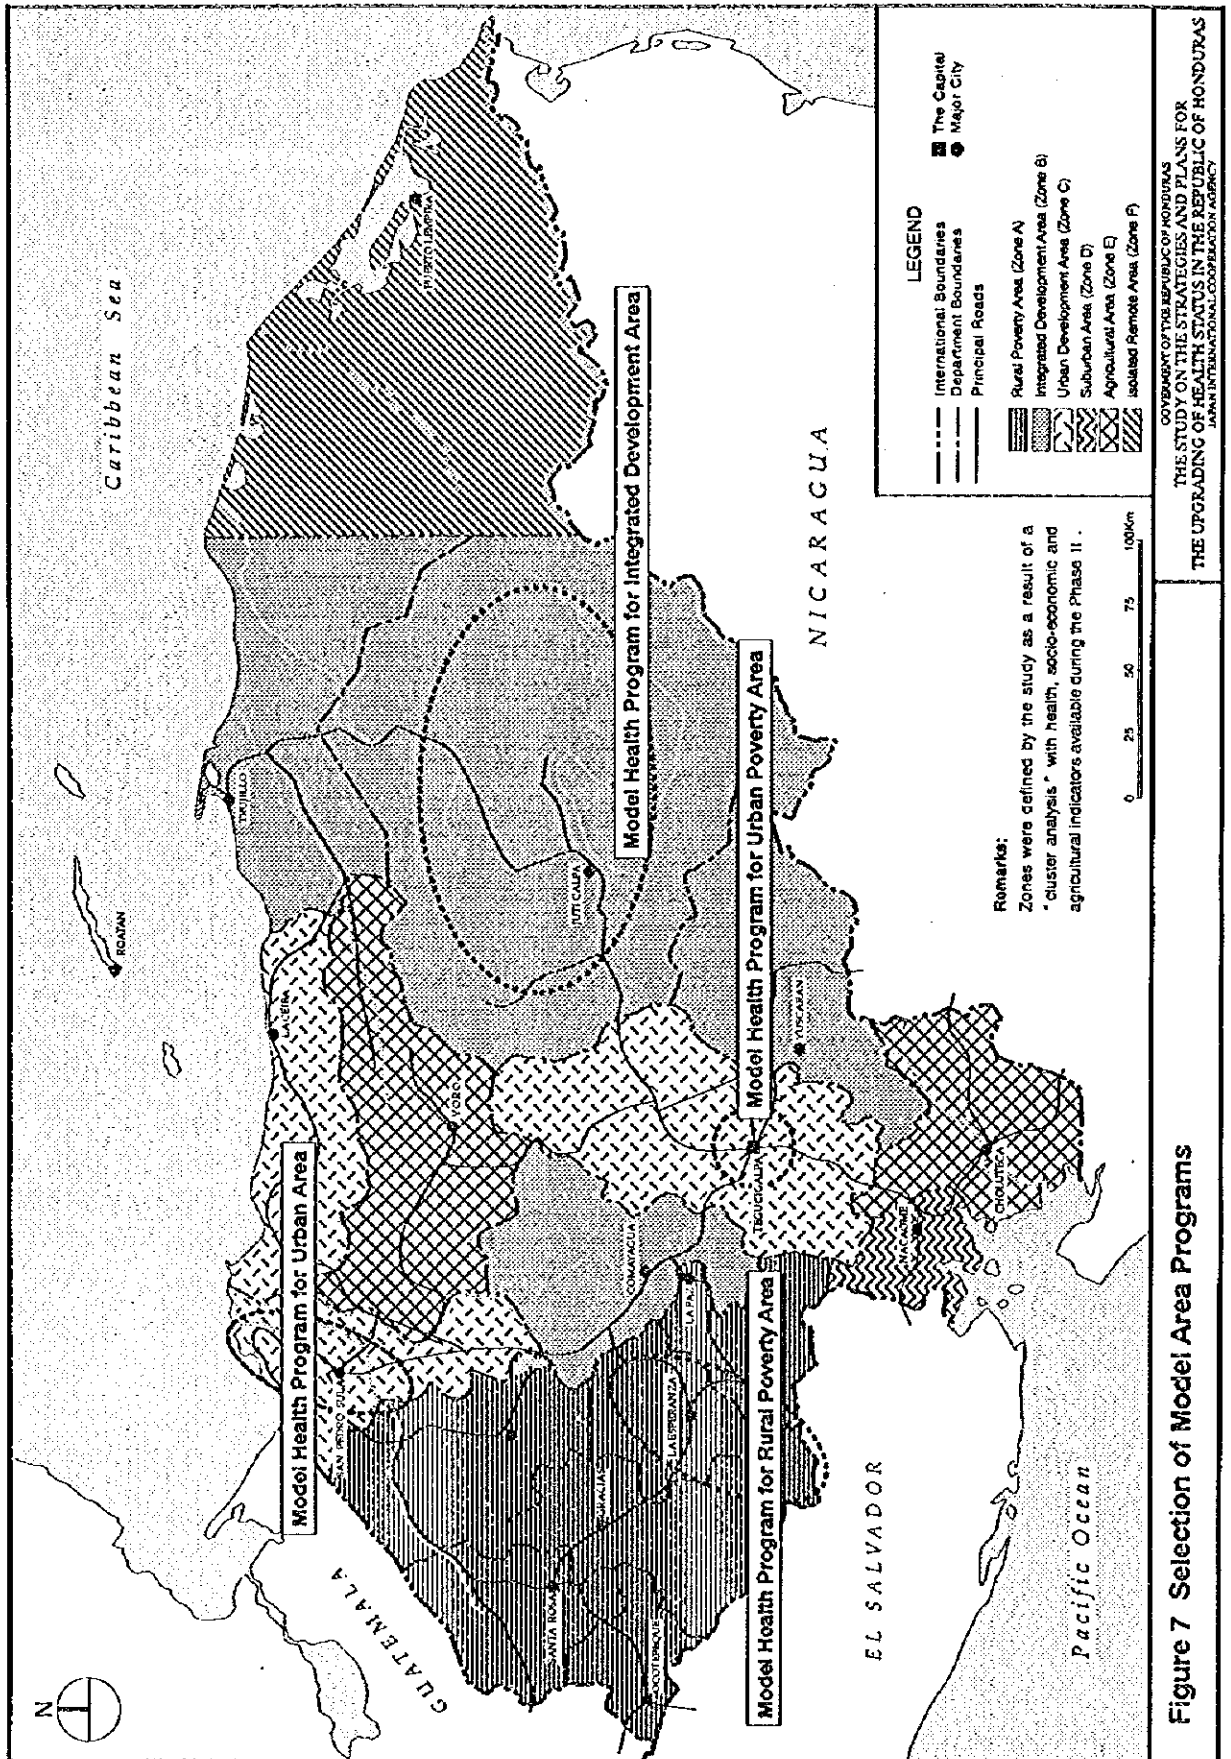 N
Caribbean Sea
ROATAN
TRUJILLO
LA CEIBA
PUERTO LEMPIRA
Model Health Program for Urban Area
SAN PEDRO SULA
YORO
GUATEMALA
SANTA ROSA
GRACIAS
OCOTEPEQUE
LA ESPERANZA
LA PAZ
COMAYAGUA
JUTICALPA
Model Health Program for Integrated Development Area
Model Health Program for Urban Poverty Area
TEGUCIGALPA
YUSCARAN
Model Health Program for Rural Poverty Area
NACAOME
CHOLUTECA
EL SALVADOR
NICARAGUA
Pacific Ocean
Remarks:
Zones were defined by the study as a result of a
" cluster analysis " with health, socio-economic and
agricultural indicators available during the Phase II .
0 25 50 75 100Km
LEGEND
International Boundaries
Department Boundaries
Principal Roads
The Capital
Major City
Rural Poverty Area (Zone A)
Integrated Development Area (Zone B)
Urban Development Area (Zone C)
Suburban Area (Zone D)
Agricultural Area (Zone E)
Isolated Remote Area (Zone F)
Figure 7 Selection of Model Area Programs
GOVERNMENT OF THE REPUBLIC OF HONDURAS
THE STUDY ON THE STRATEGIES AND PLANS FOR
THE UPGRADING OF HEALTH STATUS IN THE REPUBLIC OF HONDURAS
JAPAN INTERNATIONAL COOPERATION AGENCY